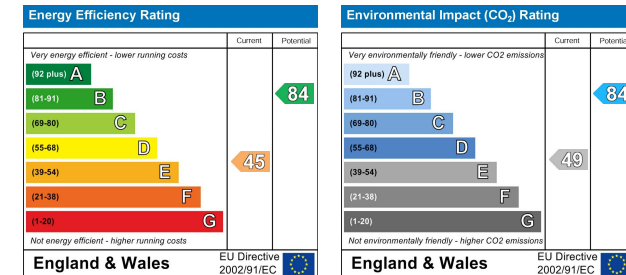 Energy Efficiency Rating
Current Potential
Very energy efficient - lower running costs
(92 plus) A
(81-91) B 84
(69-80) C
(55-68) D
45
(39-54) E
(21-38) F
(1-20) G
Not energy efficient - higher running costs
England & Wales
EU Directive
2002/91/EC
Environmental Impact (CO₂) Rating
Current Potential
Very environmentally friendly - lower CO2 emissions
(92 plus) A
(81-91) B 84
(69-80) C
(55-68) D
49
(39-54) E
(21-38) F
(1-20) G
Not environmentally friendly - higher CO2 emissions
England & Wales
EU Directive
2002/91/EC